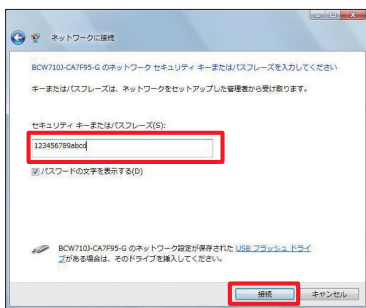 ネットワークに接続
BCW710J-CA7F95-G のネットワーク セキュリティ キーまたはパスフレーズを入力してください
キーまたはパスフレーズは、ネットワークをセットアップした管理者から受け取ります。
セキュリティ キーまたはパスフレーズ(S):
123456789abcd
パスワードの文字を表示する(D)
BCW710J-CA7F95-G のネットワーク設定が保存された USB フラッシュ ドライ
ブがある場合は、そのドライブを挿入してください。
接続 キャンセル